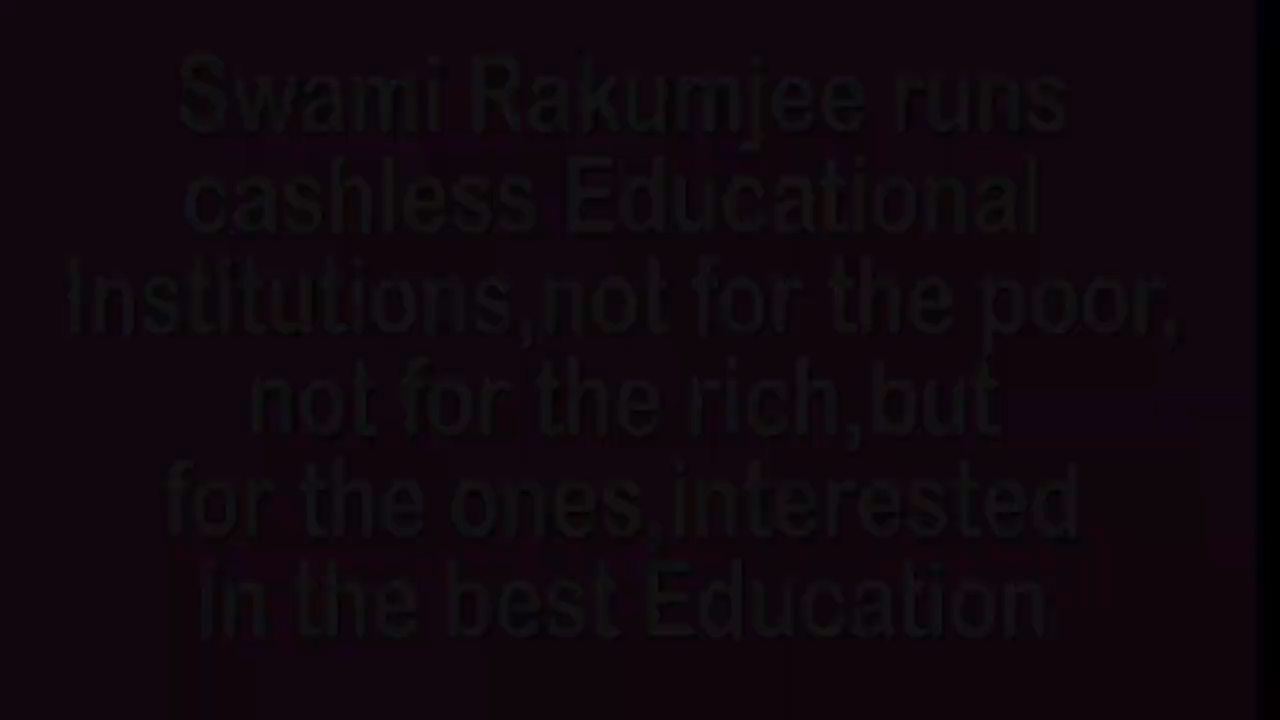 Swami Rakumjee runs
cashless Educational
Institutions,not for the poor,
not for the rich,but
for the ones,interested
in the best Education